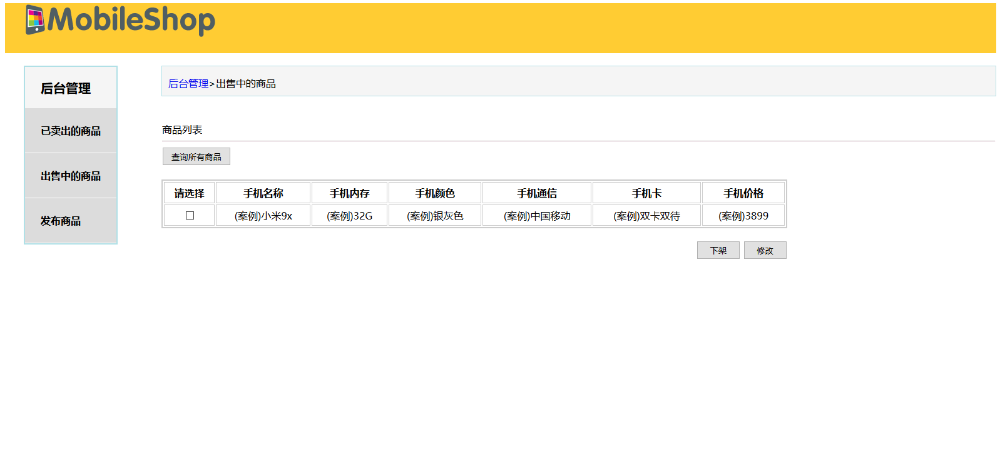 MobileShop
后台管理
已卖出的商品
出售中的商品
发布商品
后台管理>出售中的商品
商品列表
查询所有商品
请选择 手机名称 手机内存 手机颜色 手机通信 手机卡 手机价格
(案例)小米9x (案例)32G (案例)银灰色 (案例)中国移动 (案例)双卡双待 (案例)3899
下架 修改